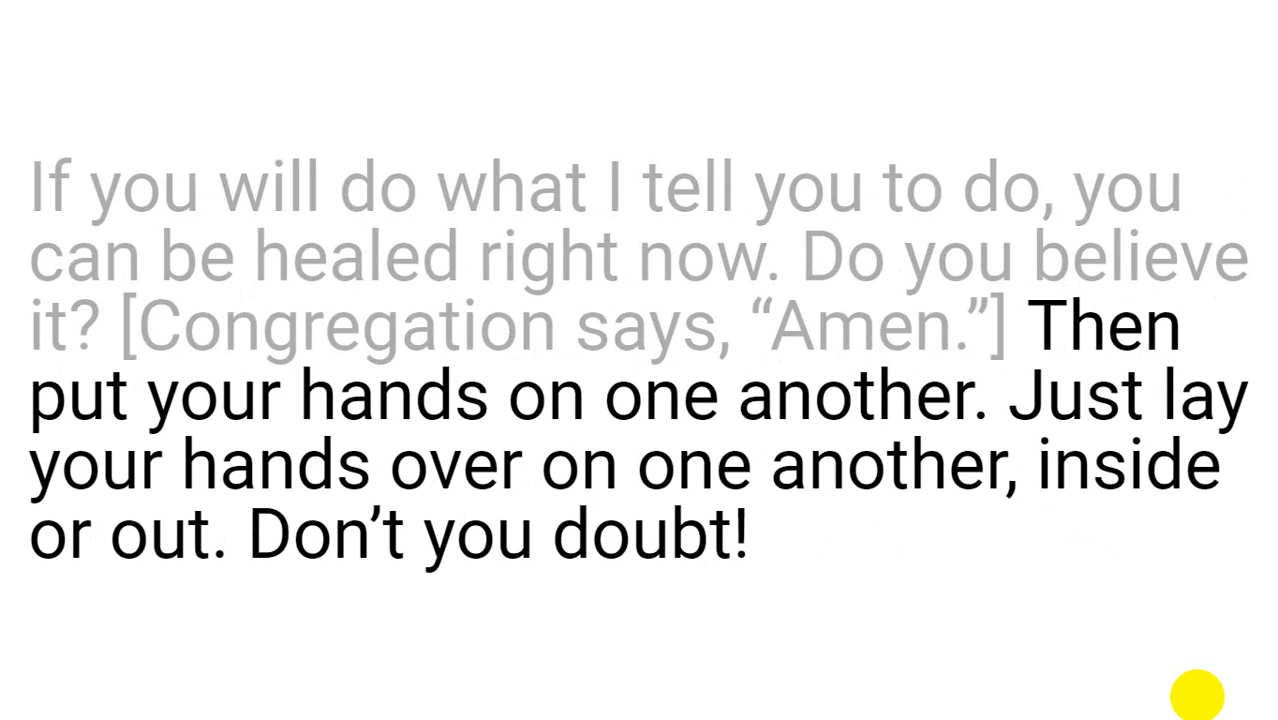 If you will do what I tell you to do, you
can be healed right now. Do you believe
it? [Congregation says, “Amen.”] Then
put your hands on one another. Just lay
your hands over on one another, inside
or out. Don’t you doubt!